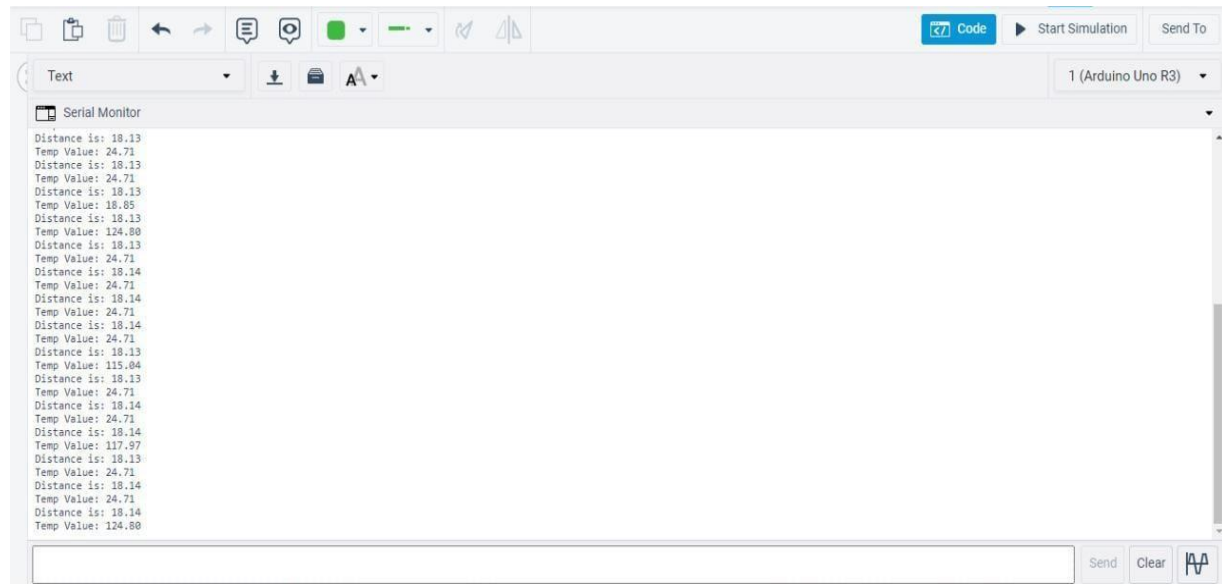 Code
Start Simulation
Send To
Text
1 (Arduino Uno R3)
Serial Monitor
Distance is: 18.13
Temp Value: 24.71
Distance is: 18.13
Temp Value: 24.71
Distance is: 18.13
Temp Value: 18.85
Distance is: 18.13
Temp Value: 124.80
Distance is: 18.13
Temp Value: 24.71
Distance is: 18.14
Temp Value: 24.71
Distance is: 18.14
Temp Value: 24.71
Distance is: 18.14
Temp Value: 24.71
Distance is: 18.13
Temp Value: 115.04
Distance is: 18.13
Temp Value: 24.71
Distance is: 18.14
Temp Value: 24.71
Distance is: 18.14
Temp Value: 117.97
Distance is: 18.13
Temp Value: 24.71
Distance is: 18.14
Temp Value: 24.71
Distance is: 18.14
Temp Value: 124.80
Send
Clear